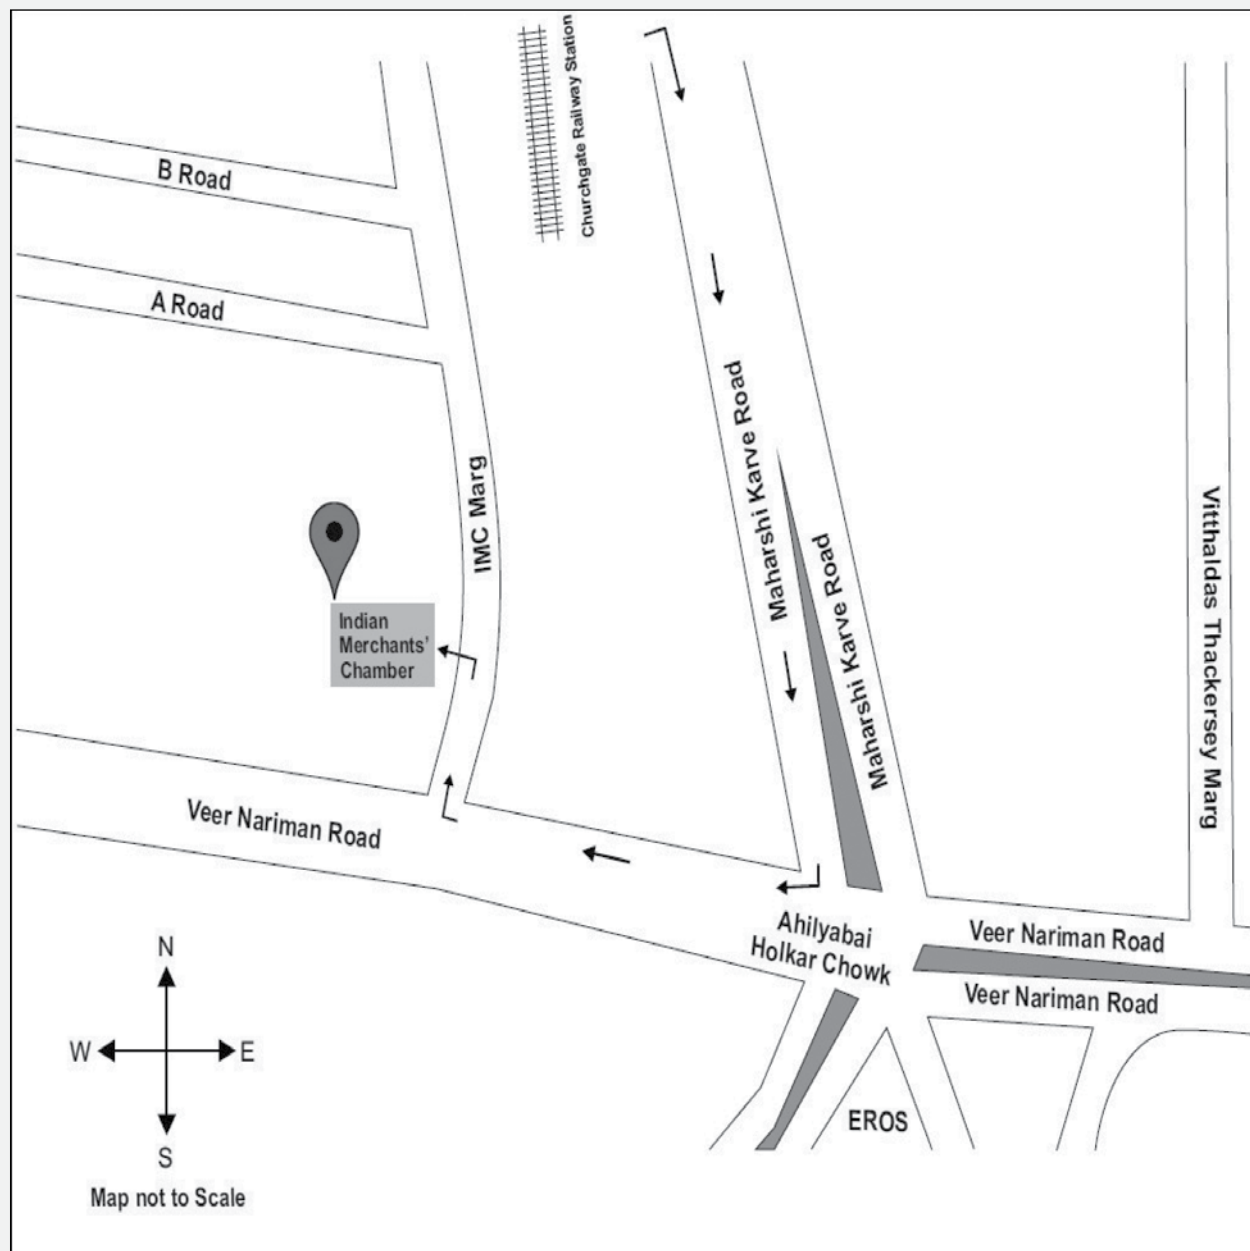 Churchgate Railway Station
B Road
A Road
Maharshi Karve Road
IMC Marg
Maharshi Karve Road
Vitthaldas Thackersey Marg
Indian
Merchants'
Chamber
Veer Nariman Road
Ahilyabai
Holkar Chowk
Veer Nariman Road
Veer Nariman Road
N
W
E
S
EROS
Map not to Scale